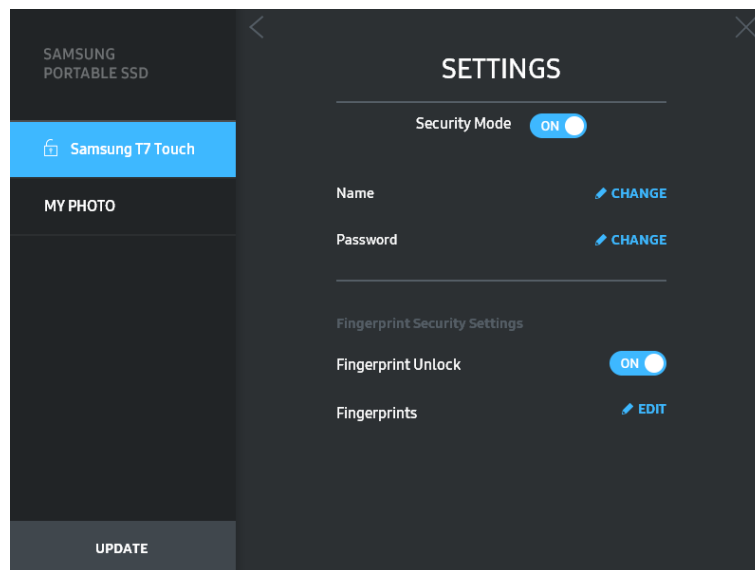 SAMSUNG
PORTABLE SSD
Samsung T7 Touch
MY PHOTO
UPDATE
SETTINGS
Security Mode ON
Name CHANGE
Password CHANGE
Fingerprint Security Settings
Fingerprint Unlock ON
Fingerprints EDIT